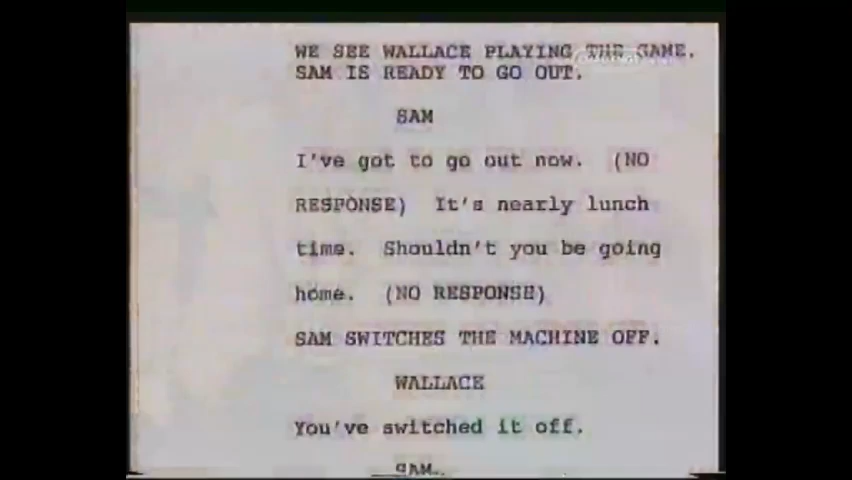 WE SEE WALLACE PLAYING THE GAME.
SAM IS READY TO GO OUT.
SAM
I've got to go out now. (NO
RESPONSE) It's nearly lunch
time. Shouldn't you be going
home. (NO RESPONSE)
SAM SWITCHES THE MACHINE OFF.
WALLACE
You've switched it off.
SAM